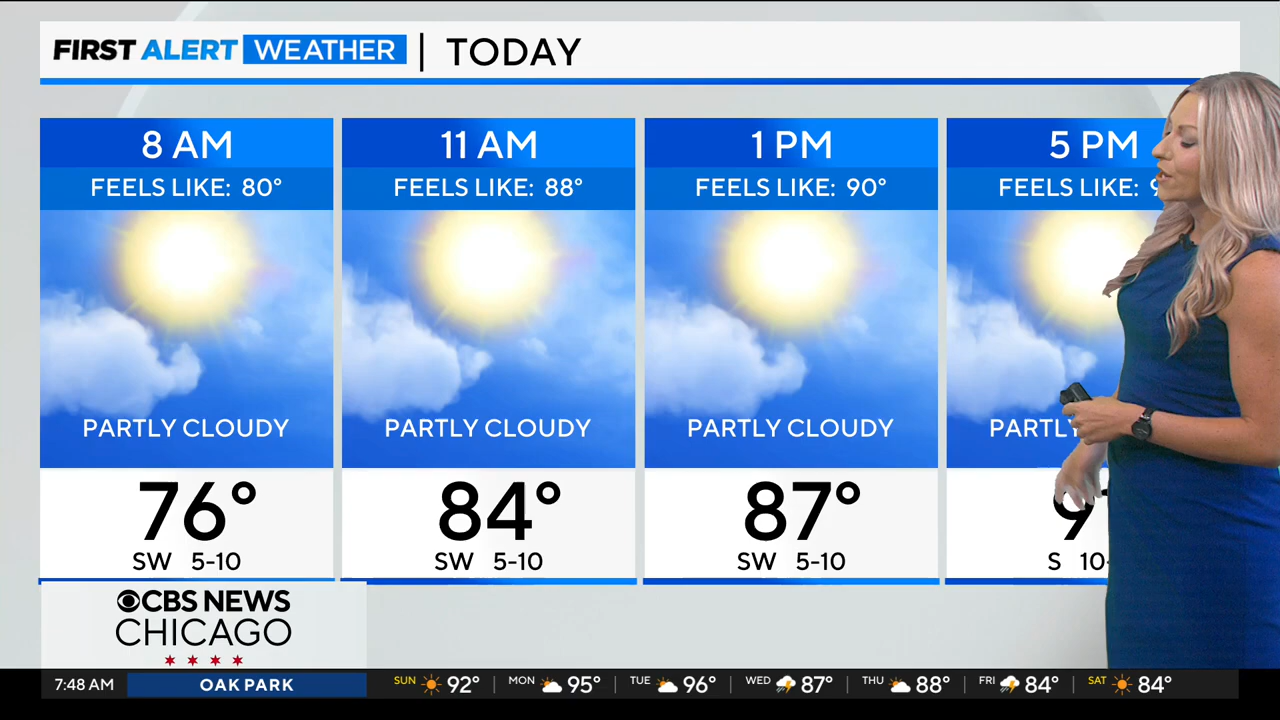 FIRST ALERT WEATHER | TODAY
8 AM
FEELS LIKE: 80°
PARTLY CLOUDY
76°
SW 5-10
11 AM
FEELS LIKE: 88°
PARTLY CLOUDY
84°
SW 5-10
1 PM
FEELS LIKE: 90°
PARTLY CLOUDY
87°
SW 5-10
5 PM
FEELS LIKE:
PARTLY
S 10-
CBS NEWS
CHICAGO
7:48 AM OAK PARK SUN 92° MON 95° TUE 96° WED 87° THU 88° FRI 84° SAT 84°